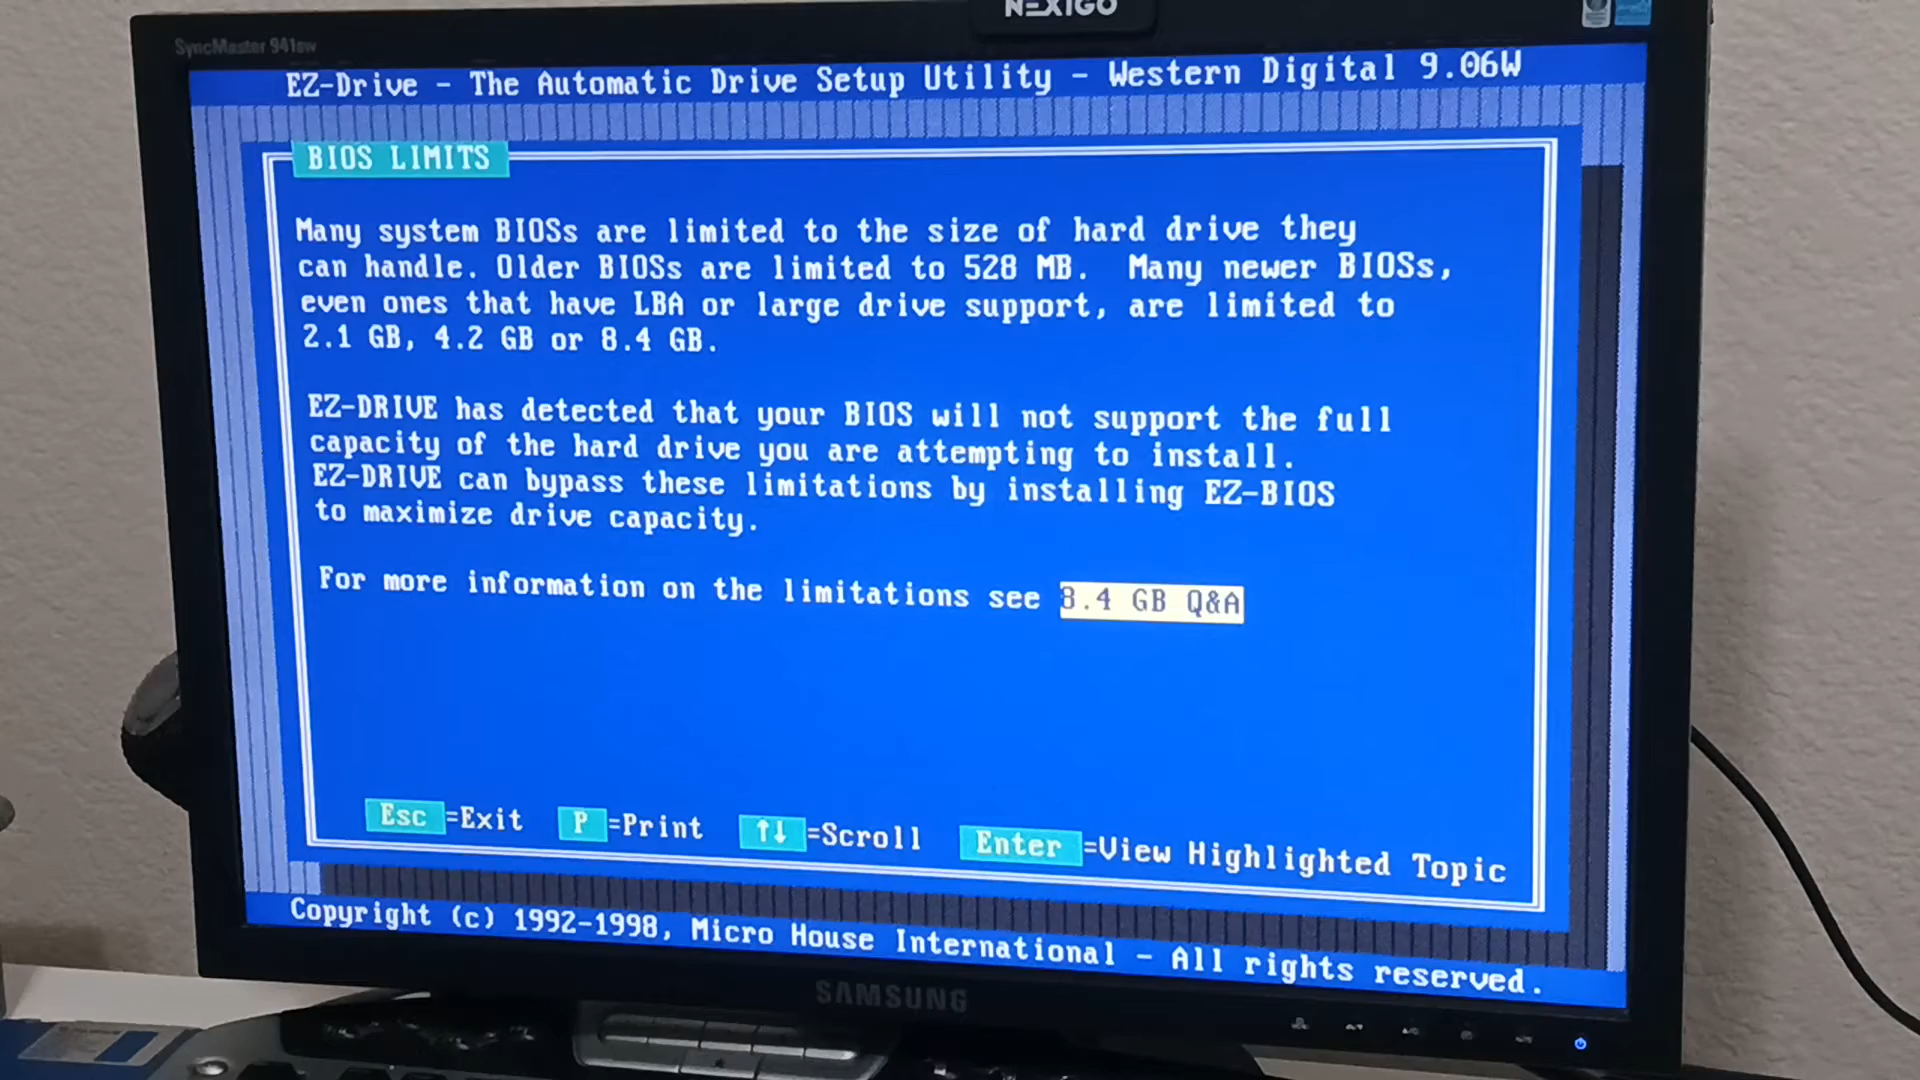 NEXIGO
SyncMaster 941sw
EZ-Drive - The Automatic Drive Setup Utility - Western Digital 9.06W
BIOS LIMITS
Many system BIOSs are limited to the size of hard drive they
can handle. Older BIOSs are limited to 528 MB.  Many newer BIOSs,
even ones that have LBA or large drive support, are limited to
2.1 GB, 4.2 GB or 8.4 GB.
EZ-DRIVE has detected that your BIOS will not support the full
capacity of the hard drive you are attempting to install.
EZ-DRIVE can bypass these limitations by installing EZ-BIOS
to maximize drive capacity.
For more information on the limitations see 8.4 GB Q&A
Esc=Exit P=Print ↑↓=Scroll Enter=View Highlighted Topic
Copyright (c) 1992-1998, Micro House International - All rights reserved.
SAMSUNG